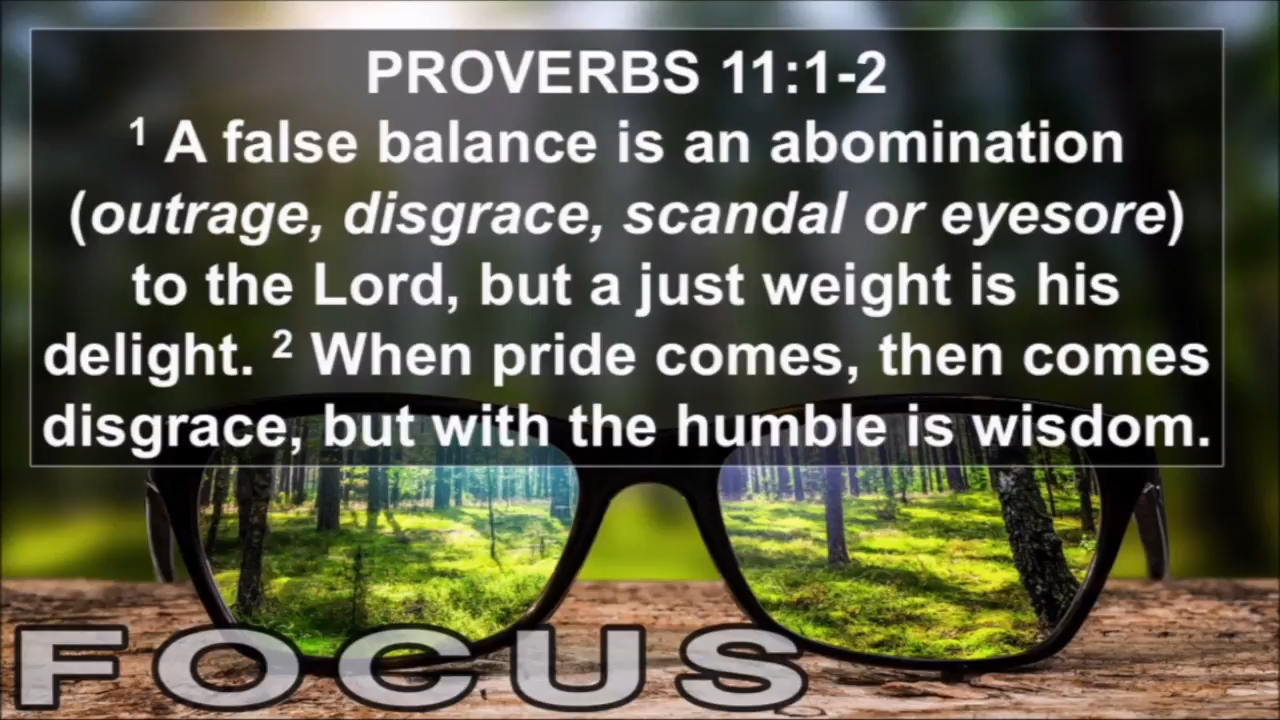 PROVERBS 11:1-2
¹ A false balance is an abomination
(outrage, disgrace, scandal or eyesore)
to the Lord, but a just weight is his
delight. ² When pride comes, then comes
disgrace, but with the humble is wisdom.
FOCUS